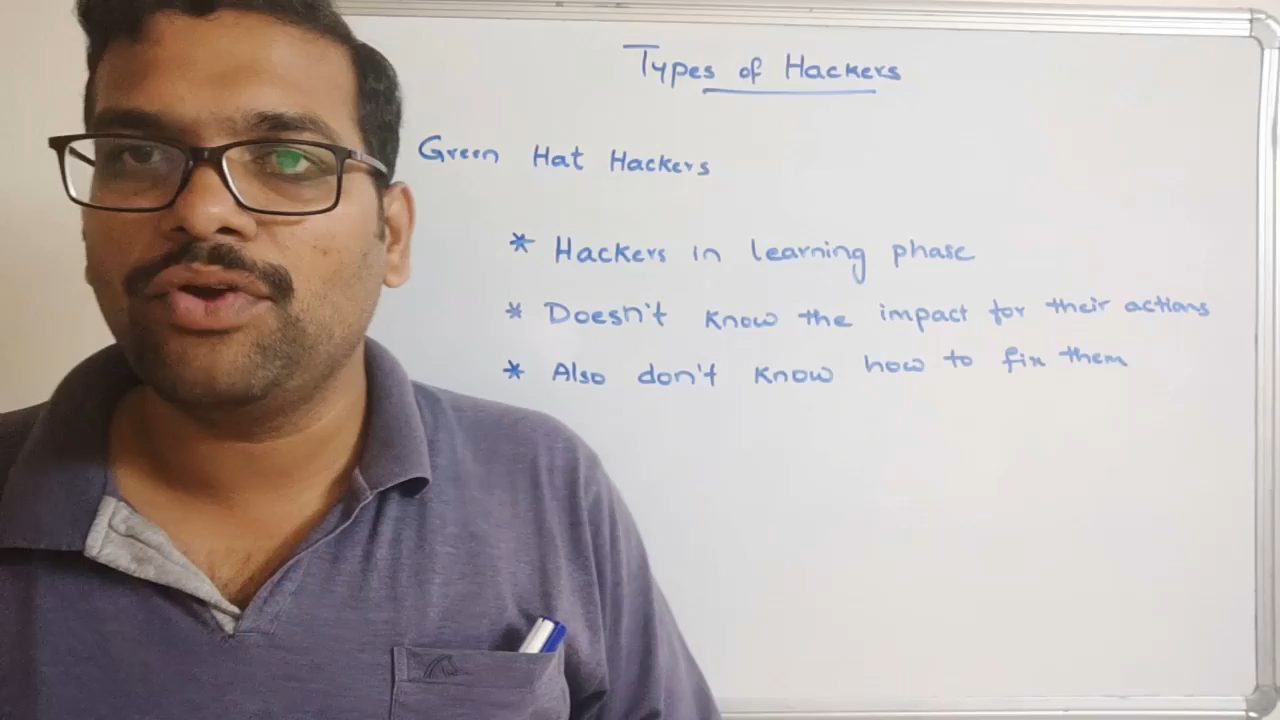 Types of Hackers
Green Hat Hackers
* Hackers in learning phase
* Doesn't know the impact for their actions
* Also don't know how to fix them